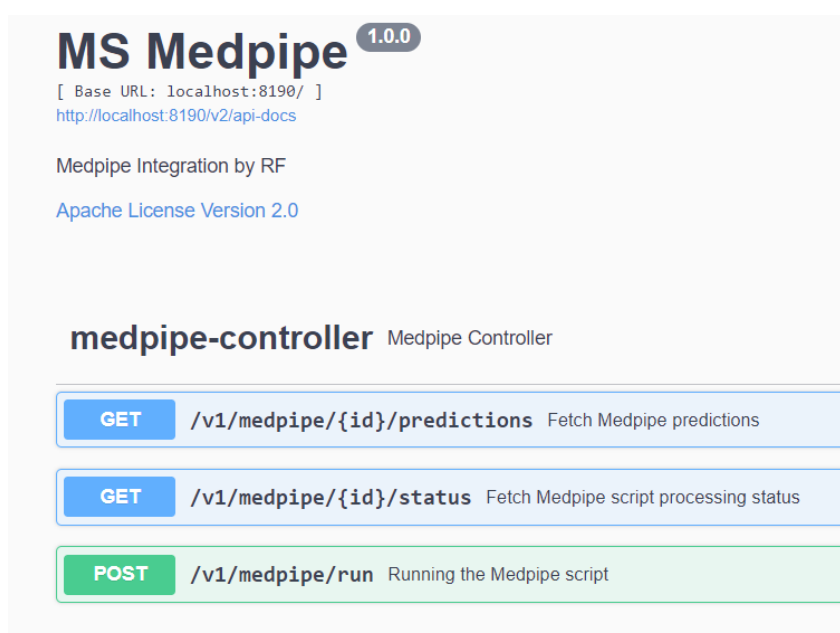 MS Medpipe 1.0.0
[ Base URL: localhost:8190/ ]
http://localhost:8190/v2/api-docs
Medpipe Integration by RF
Apache License Version 2.0
medpipe-controller Medpipe Controller
GET /v1/medpipe/{id}/predictions Fetch Medpipe predictions
GET /v1/medpipe/{id}/status Fetch Medpipe script processing status
POST /v1/medpipe/run Running the Medpipe script